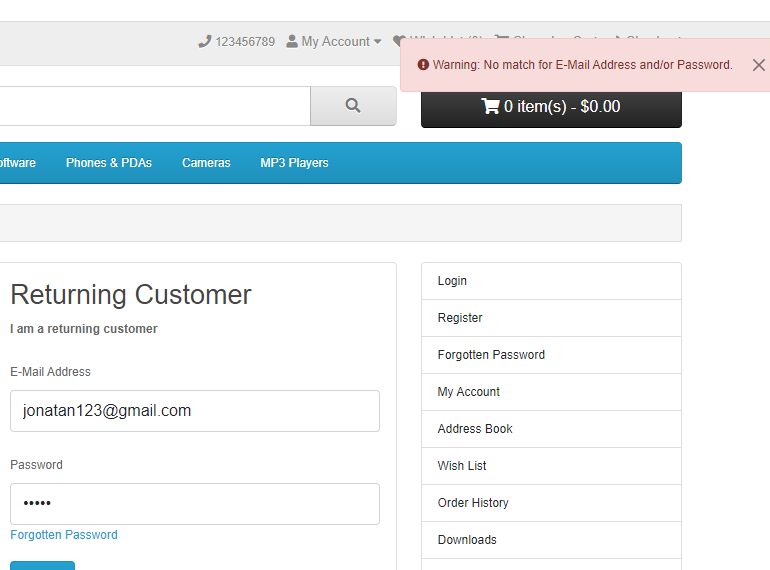 123456789 My Account
Warning: No match for E-Mail Address and/or Password.
0 item(s) - $0.00
oftware Phones & PDAs Cameras MP3 Players
Returning Customer
I am a returning customer
E-Mail Address
jonatan123@gmail.com
Password
•••••
Forgotten Password
Login
Register
Forgotten Password
My Account
Address Book
Wish List
Order History
Downloads